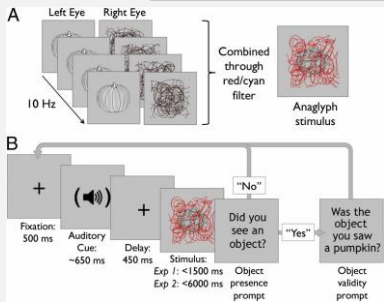 A
Left Eye
Right Eye
10 Hz
Combined
through
red/cyan
filter
Anaglyph
stimulus
B
Fixation:
500 ms
Auditory
Cue:
~650 ms
Delay:
450 ms
Stimulus:
Exp 1: <1500 ms
Exp 2: <6000 ms
"No"
Did you
see an
object?
Object
presence
prompt
"Yes"
Was the
object
you saw
a pumpkin?
Object
validity
prompt